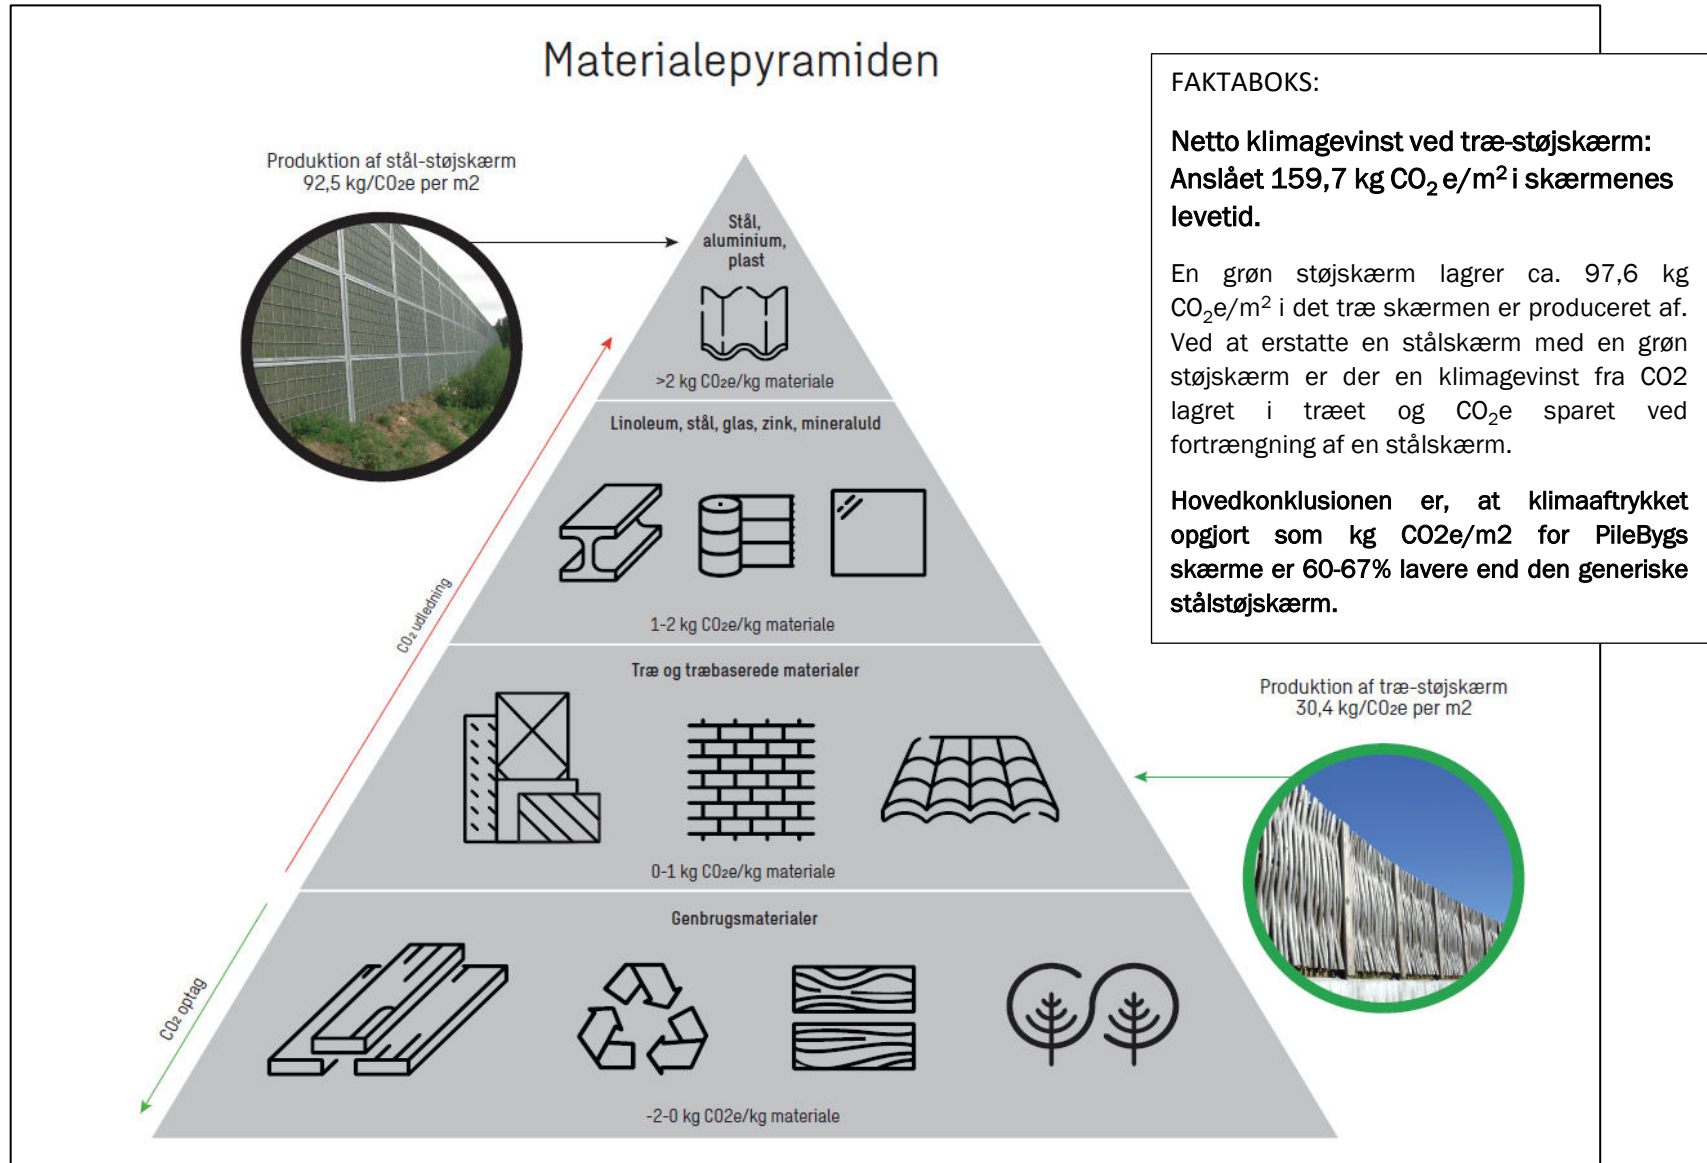 Materialepyramiden
Produktion af stål-støjskærm
92,5 kg/CO2e per m2
Stål,
aluminium,
plast
>2 kg CO2e/kg materiale
Linoleum, stål, glas, zink, mineraluld
1-2 kg CO2e/kg materiale
Træ og træbaserede materialer
0-1 kg CO2e/kg materiale
Genbrugsmaterialer
-2-0 kg CO2e/kg materiale
CO₂ udledning
CO₂ optag
FAKTABOKS:
Netto klimagevinst ved træ-støjskærm:
Anslået 159,7 kg CO₂ e/m² i skærmenes
levetid.
En grøn støjskærm lagrer ca. 97,6 kg
CO₂e/m² i det træ skærmen er produceret af.
Ved at erstatte en stålskærm med en grøn
støjskærm er der en klimagevinst fra CO2
lagret i træet og CO₂e sparet ved
fortrængning af en stålskærm.
Hovedkonklusionen er, at klimaaftrykket
opgjort som kg CO2e/m2 for PileBygs
skærme er 60-67% lavere end den generiske
stålstøjskærm.
Produktion af træ-støjskærm
30,4 kg/CO2e per m2